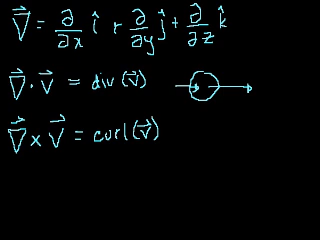 ∇⃗ = ∂/∂x î + ∂/∂y ĵ + ∂/∂z k̂
∇⃗ · v⃗ = div(v⃗)
∇⃗ x v⃗ = curl(v⃗)